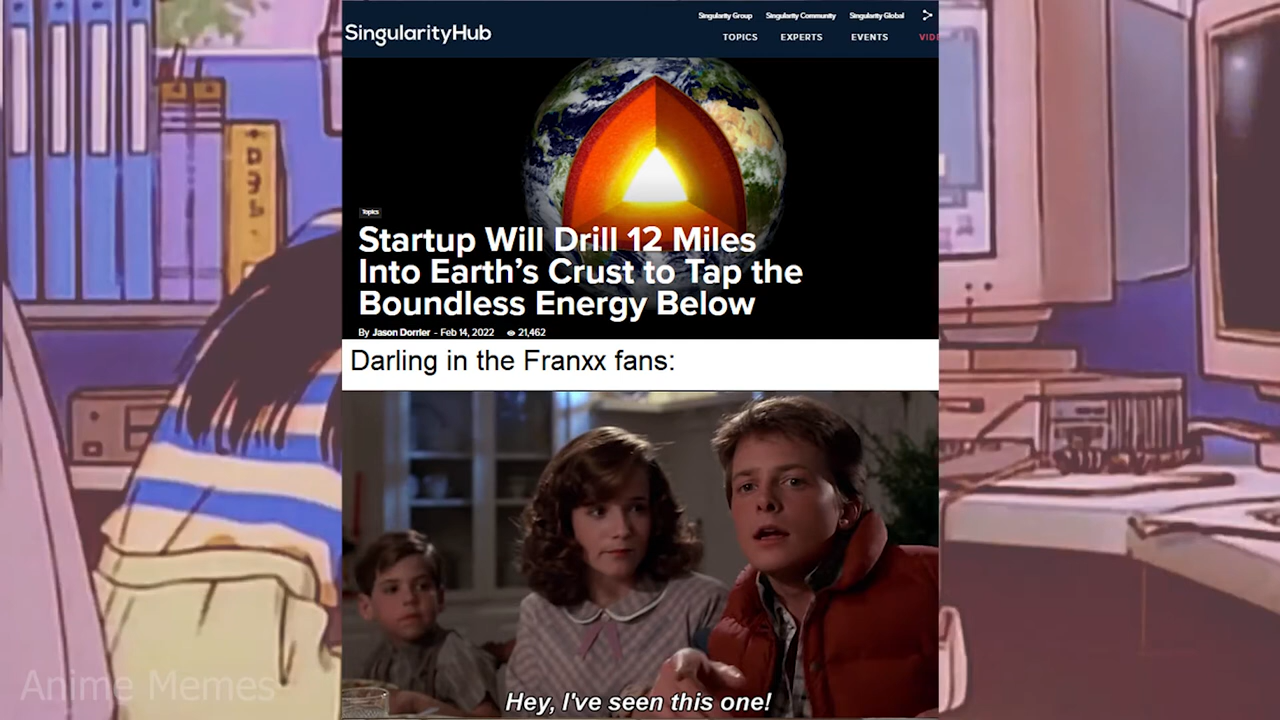 SingularityHub
Singularity Group Singularity Community Singularity Global
TOPICS EXPERTS EVENTS
Topics
Startup Will Drill 12 Miles
Into Earth's Crust to Tap the
Boundless Energy Below
By Jason Dorrier - Feb 14, 2022 21,462
Darling in the Franxx fans:
Hey, I've seen this one!
Anime Memes